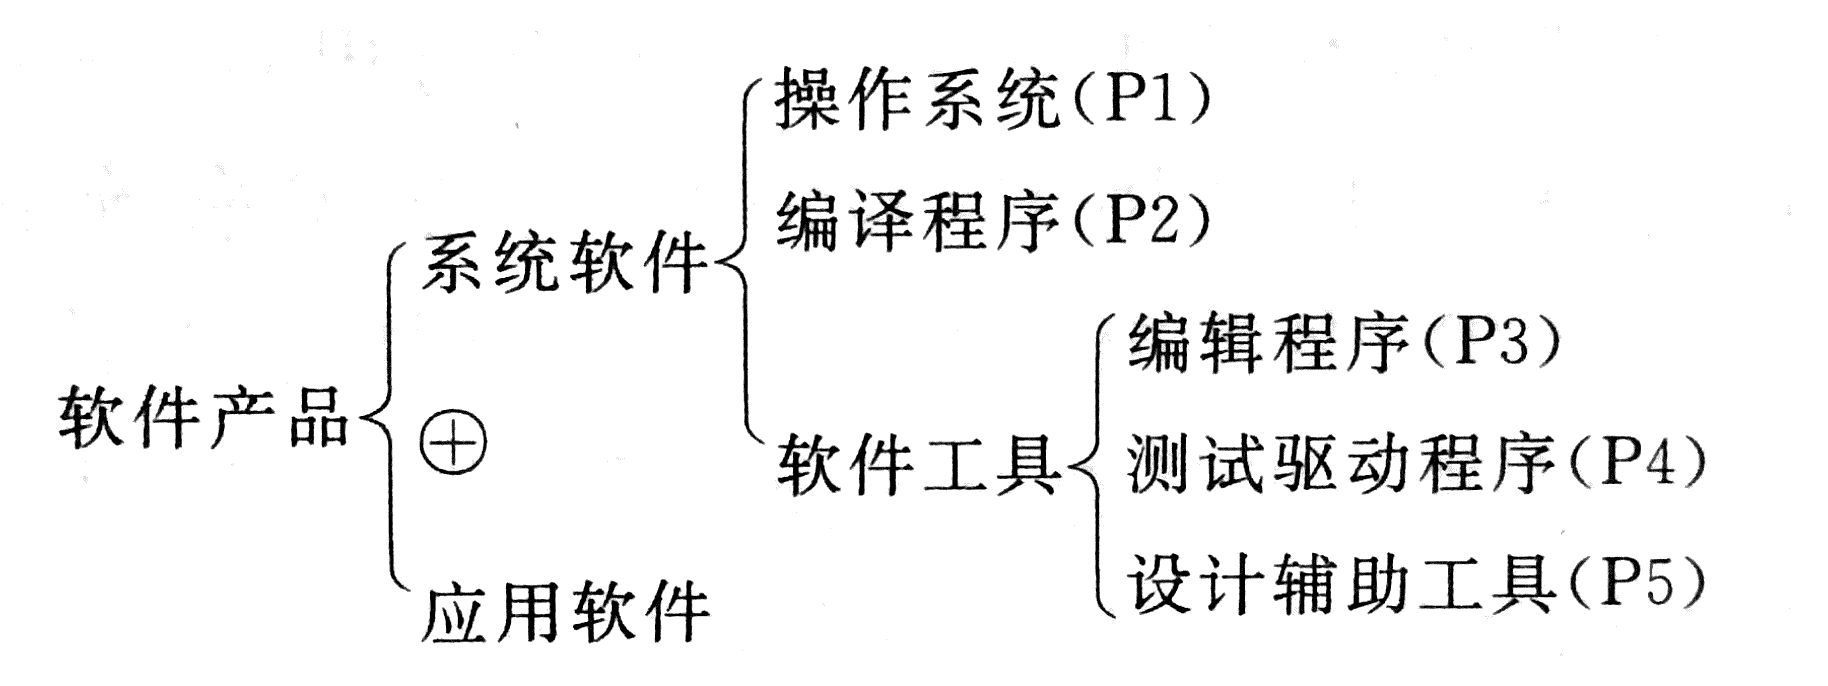 操作系统(P1)
编译程序(P2)
系统软件
编辑程序(P3)
软件产品
⊕
软件工具
测试驱动程序(P4)
设计辅助工具(P5)
应用软件